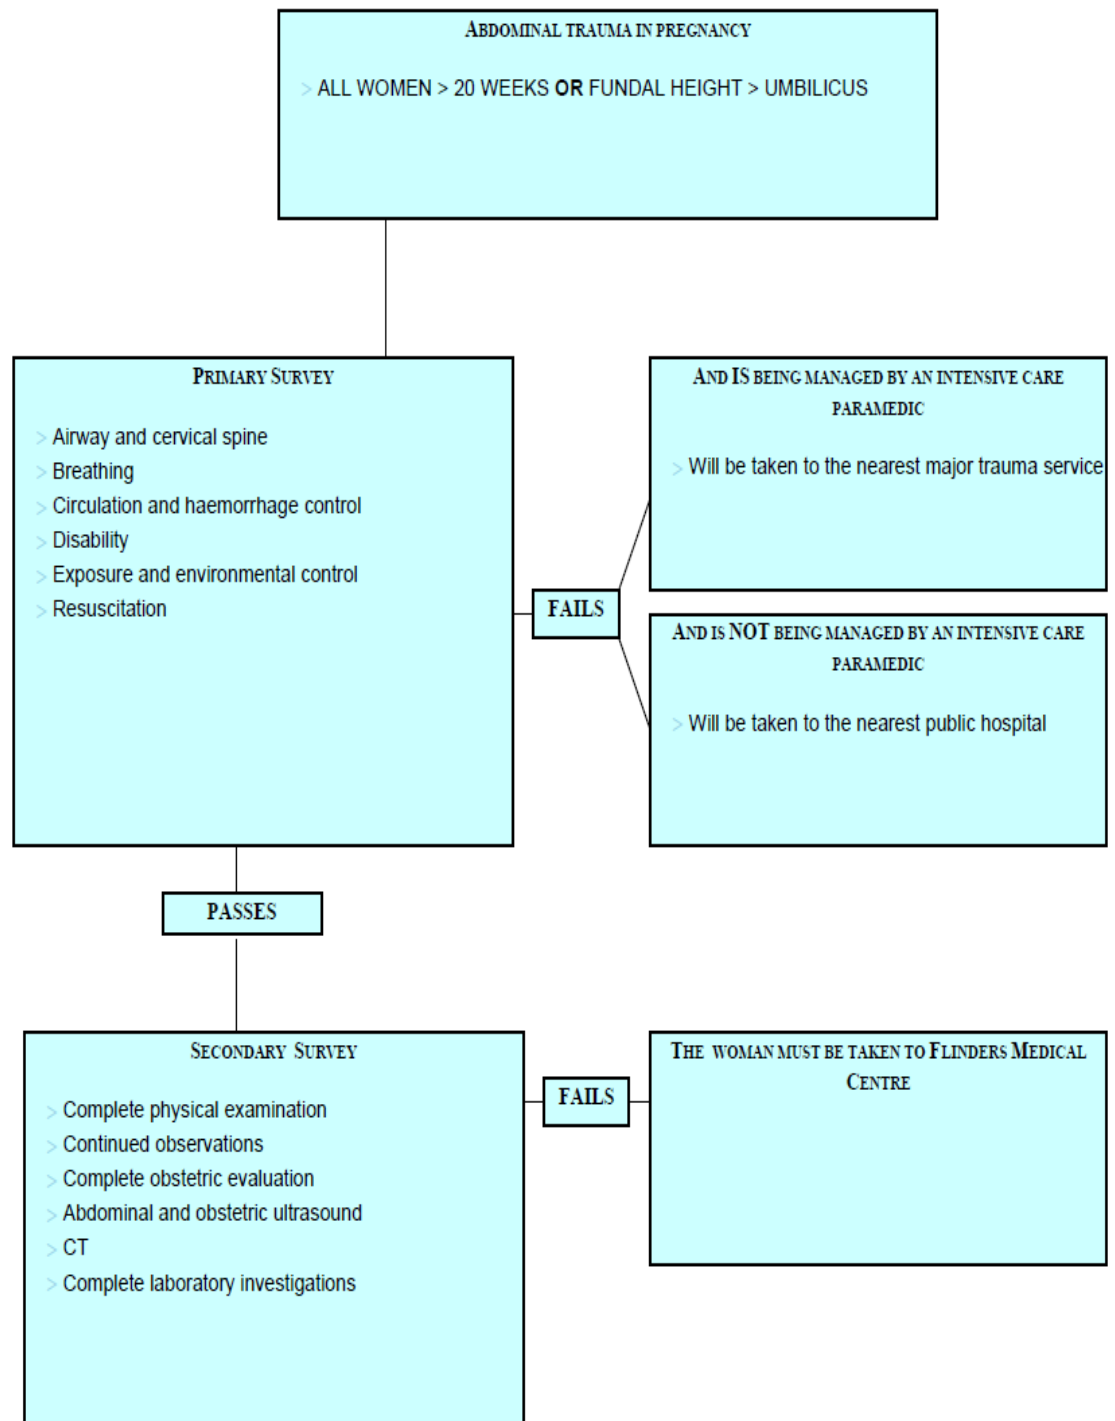 ABDOMINAL TRAUMA IN PREGNANCY
> ALL WOMEN > 20 WEEKS OR FUNDAL HEIGHT > UMBILICUS
PRIMARY SURVEY
> Airway and cervical spine
> Breathing
> Circulation and haemorrhage control
> Disability
> Exposure and environmental control
> Resuscitation
FAILS
AND IS BEING MANAGED BY AN INTENSIVE CARE
PARAMEDIC
> Will be taken to the nearest major trauma service
AND IS NOT BEING MANAGED BY AN INTENSIVE CARE
PARAMEDIC
> Will be taken to the nearest public hospital
PASSES
SECONDARY SURVEY
> Complete physical examination
> Continued observations
> Complete obstetric evaluation
> Abdominal and obstetric ultrasound
> CT
> Complete laboratory investigations
FAILS
THE WOMAN MUST BE TAKEN TO FLINDERS MEDICAL
CENTRE